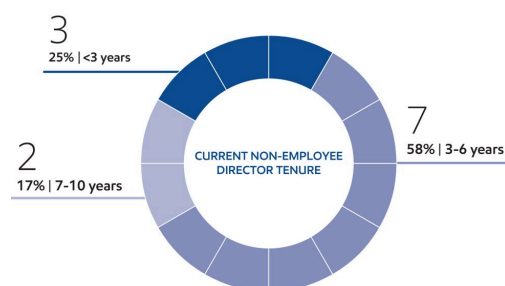 3
25% | <3 years
7
58% | 3-6 years
2
17% | 7-10 years
CURRENT NON-EMPLOYEE
DIRECTOR TENURE